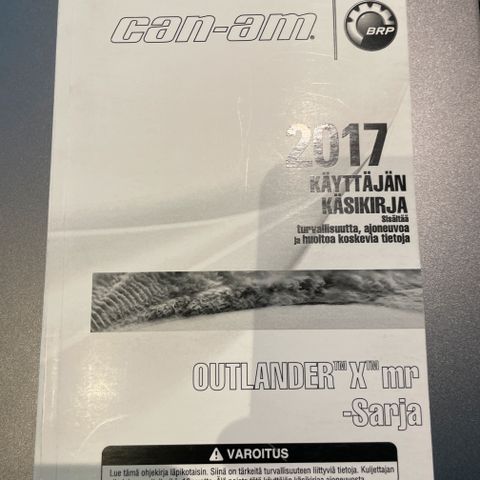 can-am
BRP
2017
KÄYTTÄJÄN
KÄSIKIRJA
Sisältää
turvallisuutta, ajoneuvoa
ja huoltoa koskevia tietoja
OUTLANDER™ X™ mr
-Sarja
⚠ VAROITUS
Lue tämä ohjekirja läpikotaisin. Siinä on tärkeitä turvallisuuteen liittyviä tietoja. Kuljettajan